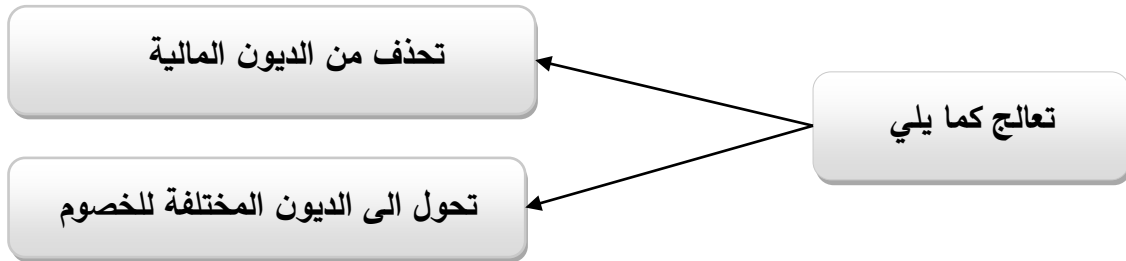 تعالج كما يلي
تحذف من الديون المالية
تحول الى الديون المختلفة للخصوم